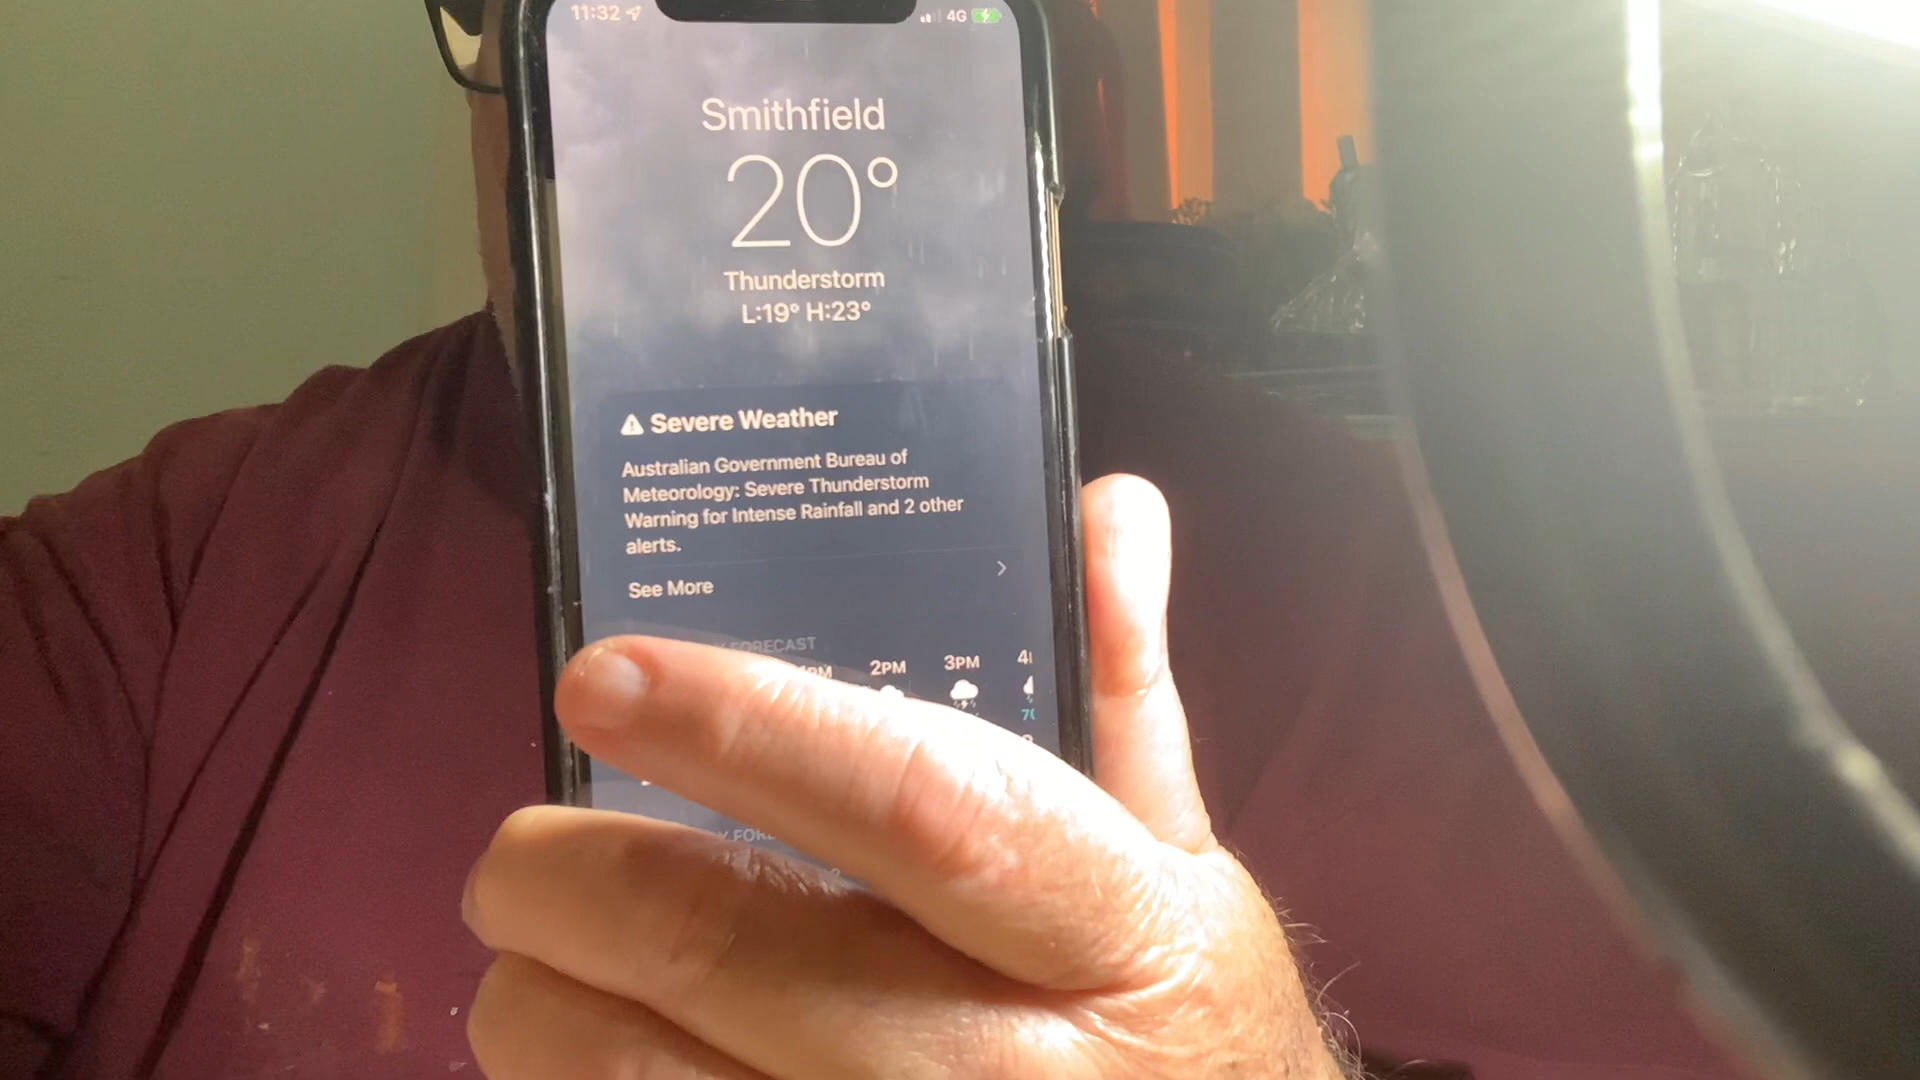 11:32 4G
Smithfield
20°
Thunderstorm
L:19° H:23°
Severe Weather
Australian Government Bureau of
Meteorology: Severe Thunderstorm
Warning for Intense Rainfall and 2 other
alerts.
See More
FORECAST
2PM 3PM